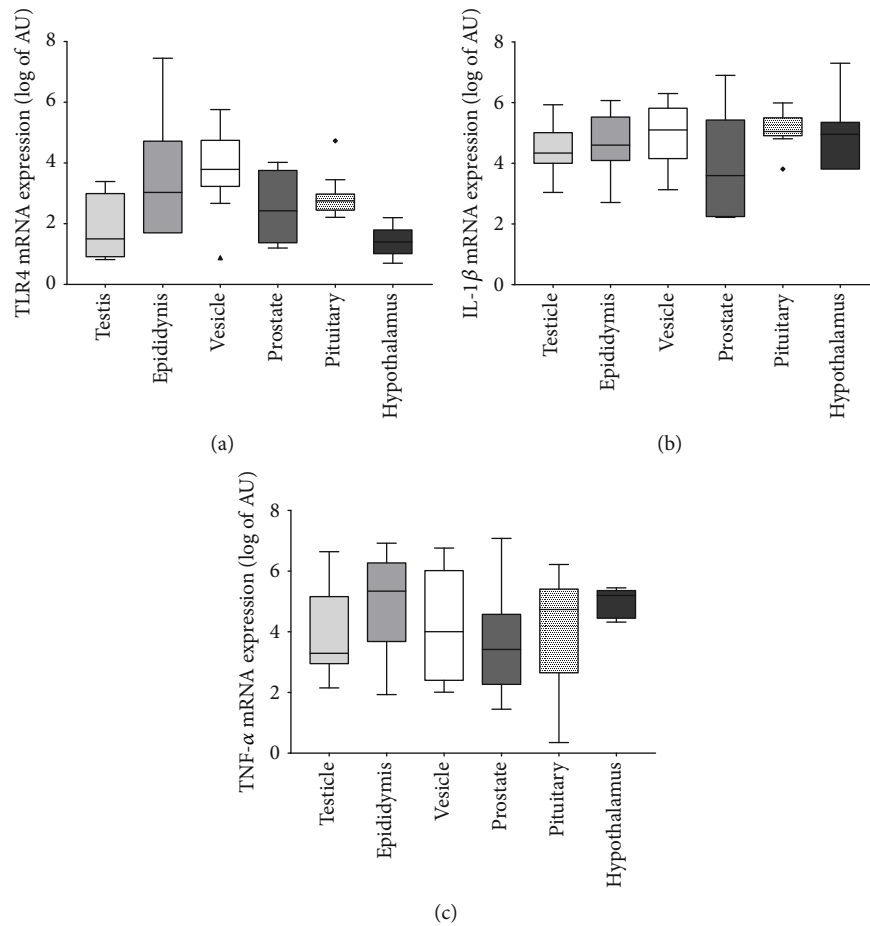 TLR4 mRNA expression (log of AU)
8
6
4
2
0
Testis
Epididynis
Vesicle
Prostate
Pituitary
Hypothalamus
(a)
IL-1β mRNA expression (log of AU)
8
6
4
2
0
Testicle
Epididymis
Vesicle
Prostate
Pituitary
Hypothalamus
(b)
TNF-α mRNA expression (log of AU)
8
6
4
2
0
Testicle
Epididymis
Vesicle
Prostate
Pituitary
Hypothalamus
(c)